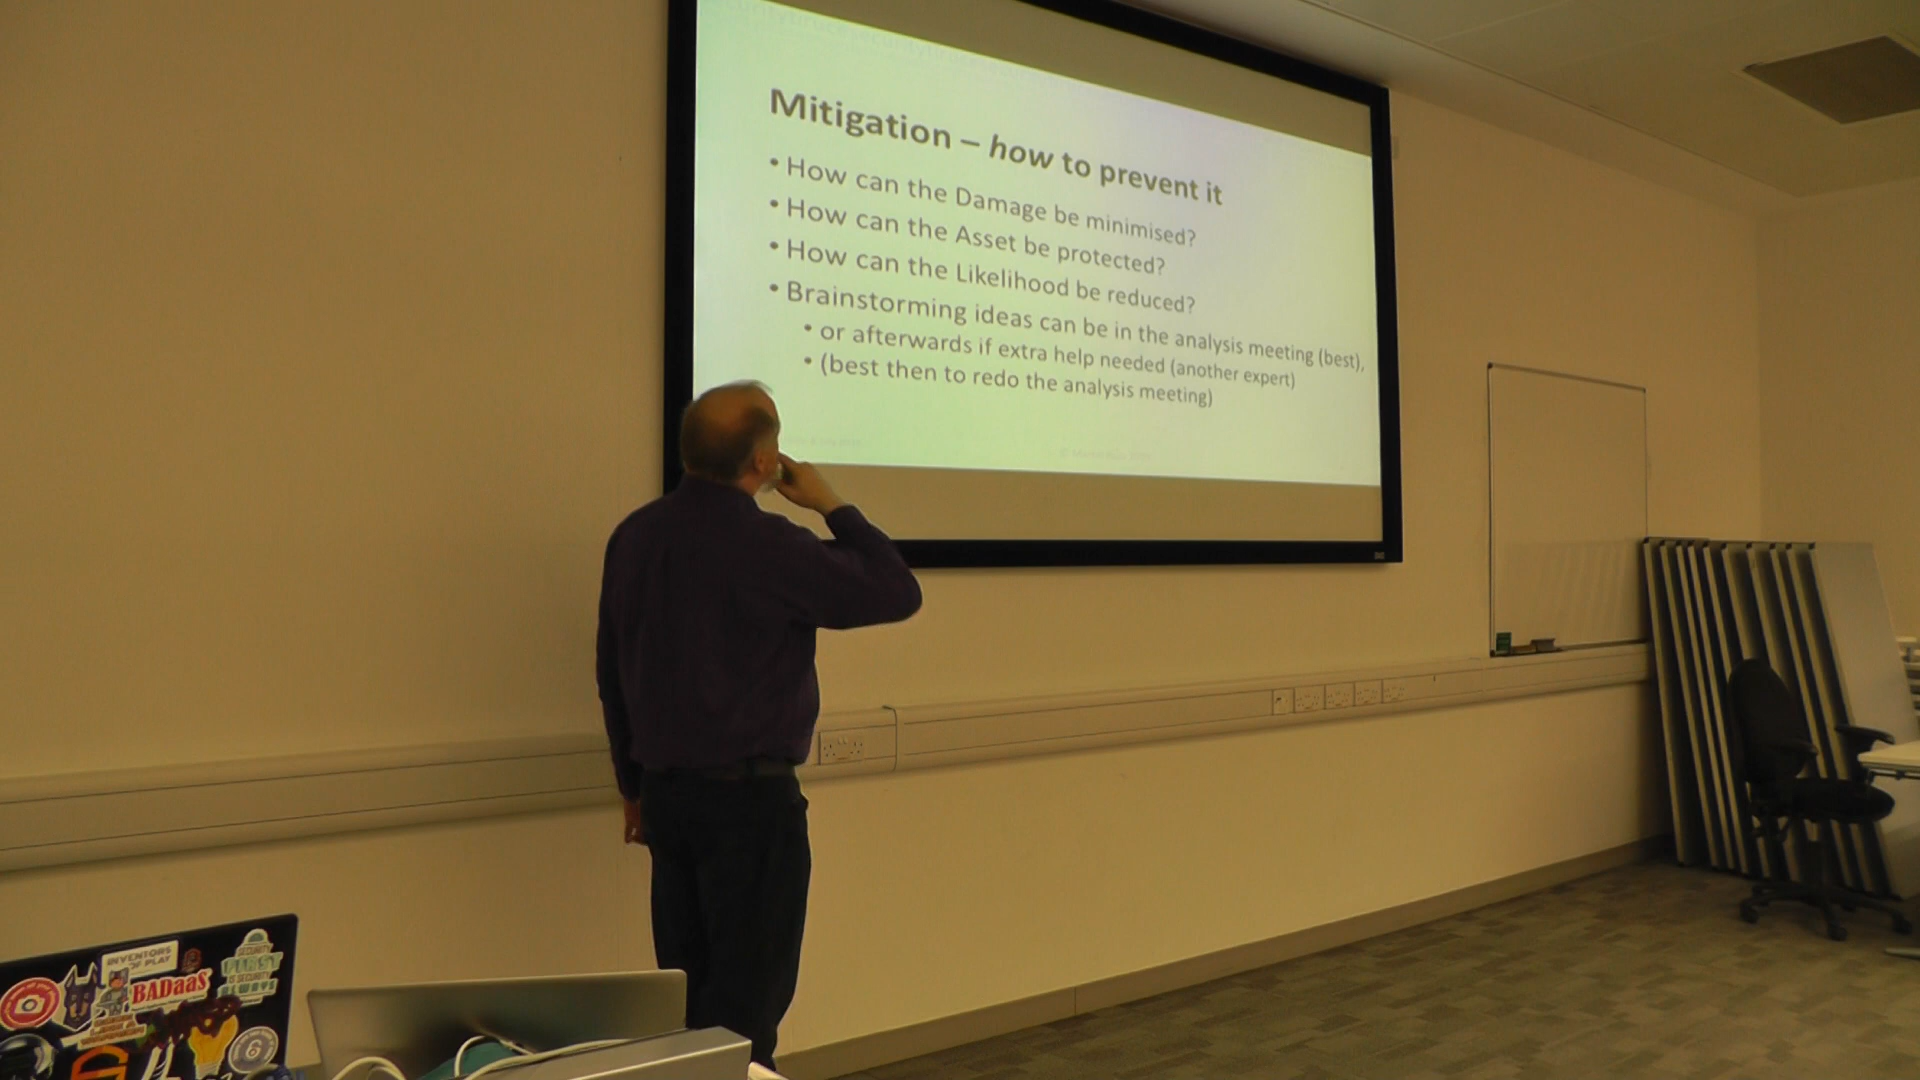 Mitigation – how to prevent it
• How can the Damage be minimised?
• How can the Asset be protected?
• How can the Likelihood be reduced?
• Brainstorming ideas can be in the analysis meeting (best),
• or afterwards if extra help needed (another expert)
• (best then to redo the analysis meeting)
INVENTORS
OF PLAY
BADaaS
SECURITY